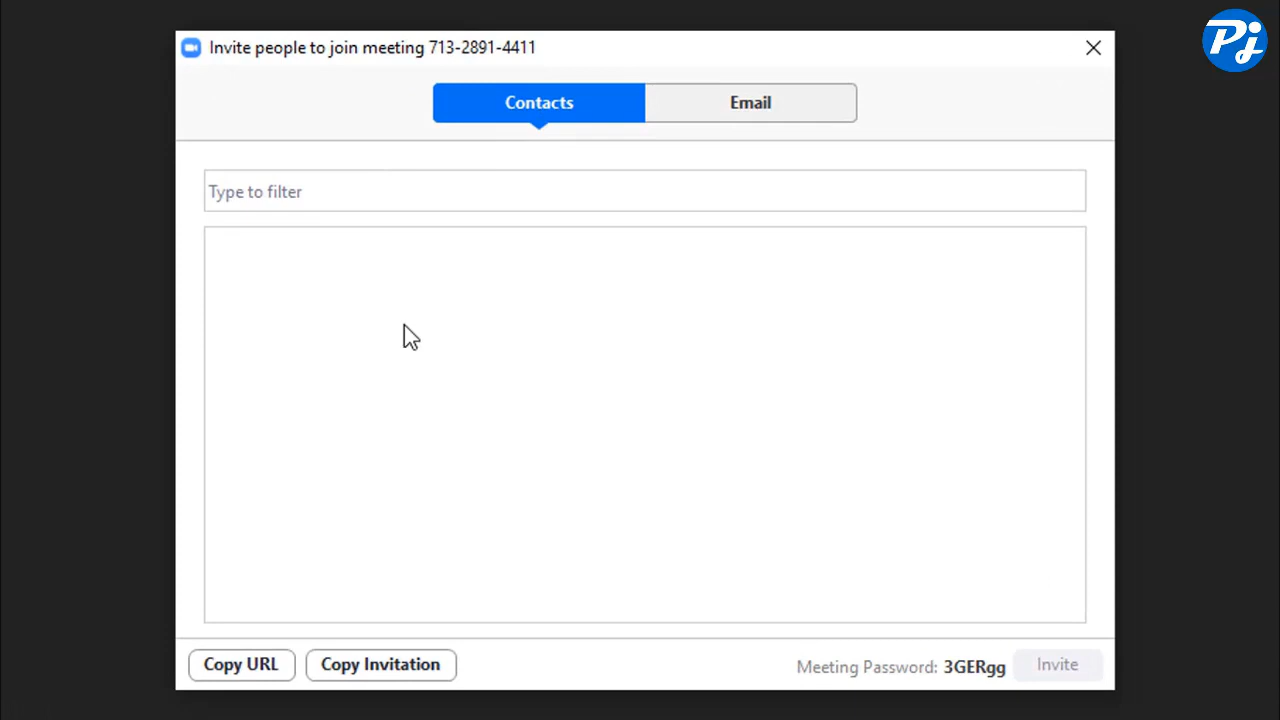 Pj
Invite people to join meeting 713-2891-4411
Contacts
Email
Type to filter
Copy URL
Copy Invitation
Meeting Password: 3GERgg
Invite